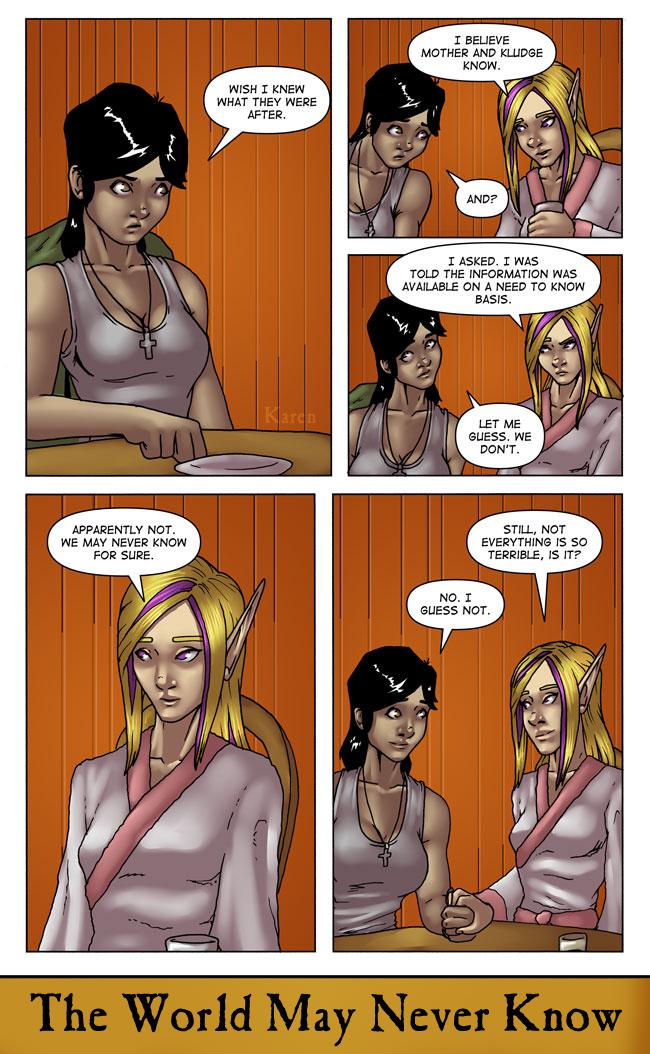 WISH I KNEW
WHAT THEY WERE
AFTER.
Karen
I BELIEVE
MOTHER AND KLUDGE
KNOW.
AND?
I ASKED. I WAS
TOLD THE INFORMATION WAS
AVAILABLE ON A NEED TO KNOW
BASIS.
LET ME
GUESS. WE
DON'T.
APPARENTLY NOT.
WE MAY NEVER KNOW
FOR SURE.
STILL, NOT
EVERYTHING IS SO
TERRIBLE, IS IT?
NO. I
GUESS NOT.
The World May Never Know